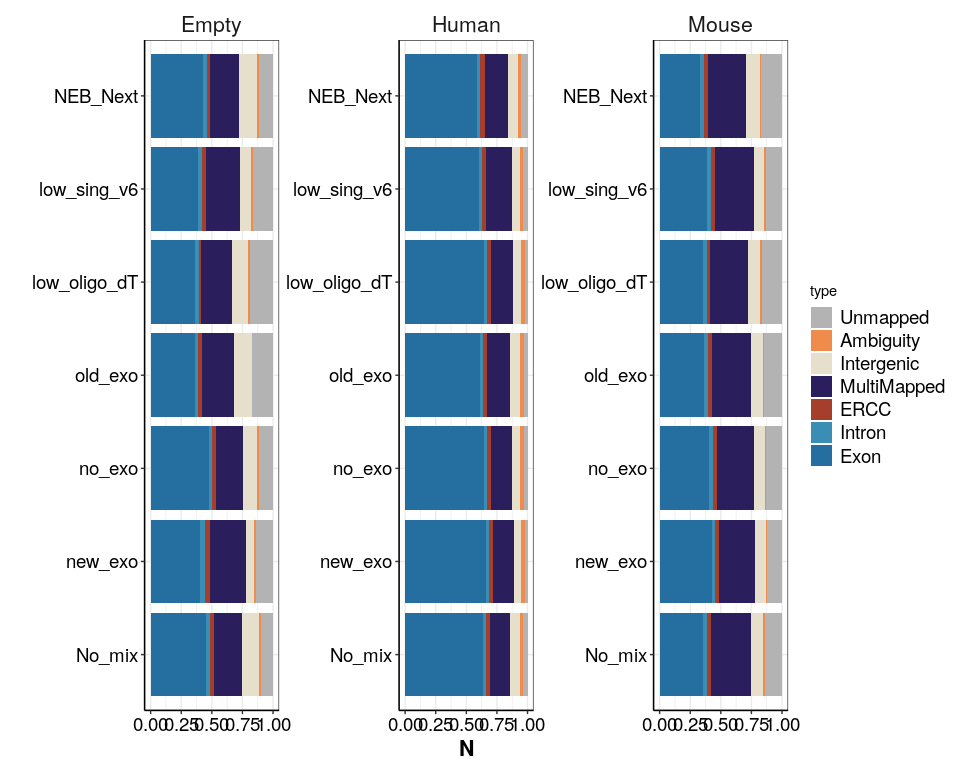 Empty
Human
Mouse
NEB_Next
NEB_Next
NEB_Next
low_sing_v6
low_sing_v6
low_sing_v6
low_oligo_dT
low_oligo_dT
low_oligo_dT
old_exo
old_exo
old_exo
no_exo
no_exo
no_exo
new_exo
new_exo
new_exo
No_mix
No_mix
No_mix
0.00 0.25 0.50 0.75 1.00
0.00 0.25 0.50 0.75 1.00
0.00 0.25 0.50 0.75 1.00
N
type
Unmapped
Ambiguity
Intergenic
MultiMapped
ERCC
Intron
Exon